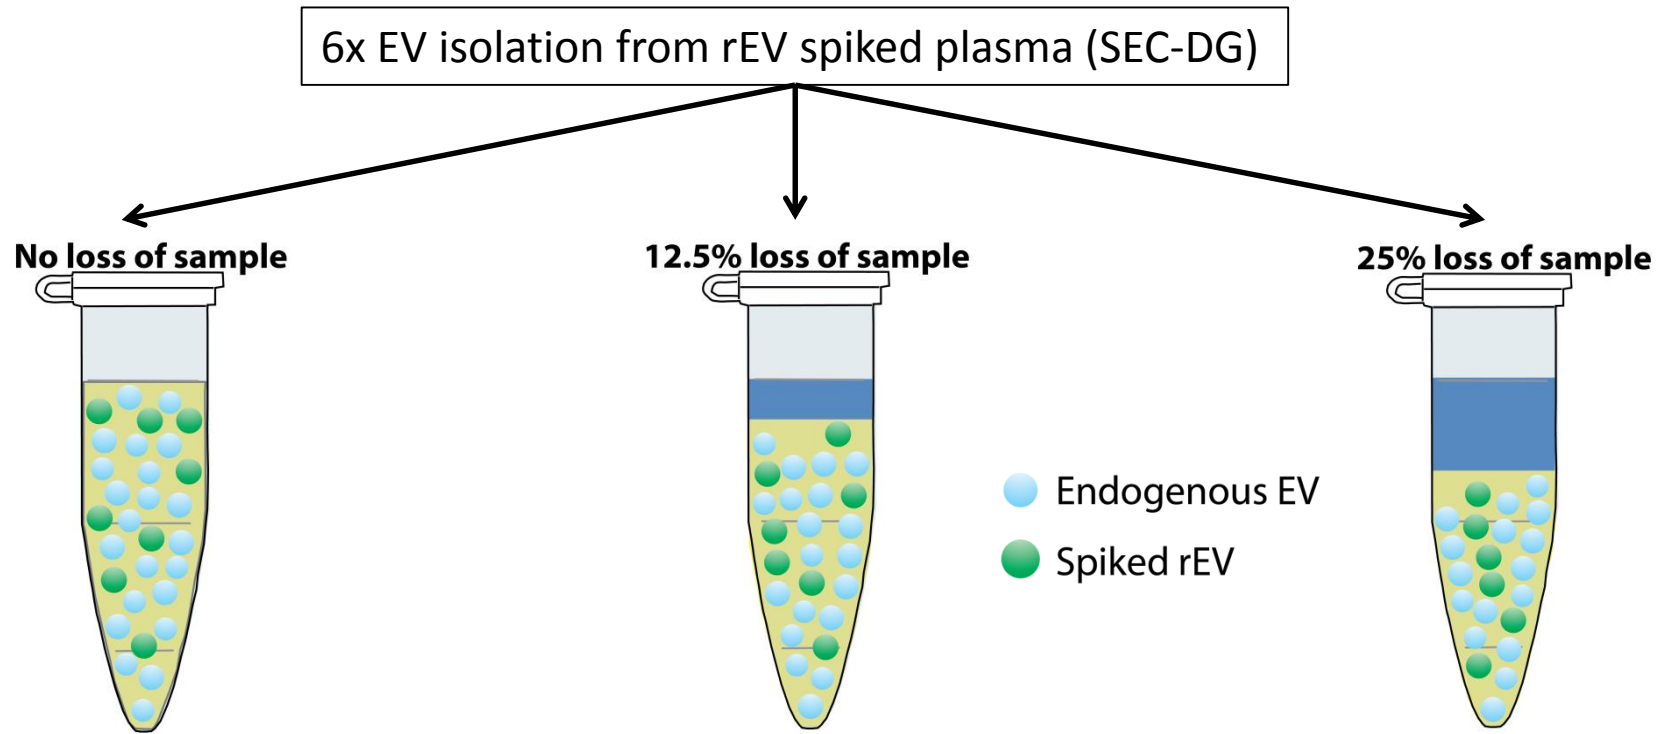 6x EV isolation from rEV spiked plasma (SEC-DG)
No loss of sample
12.5% loss of sample
25% loss of sample
Endogenous EV
Spiked rEV